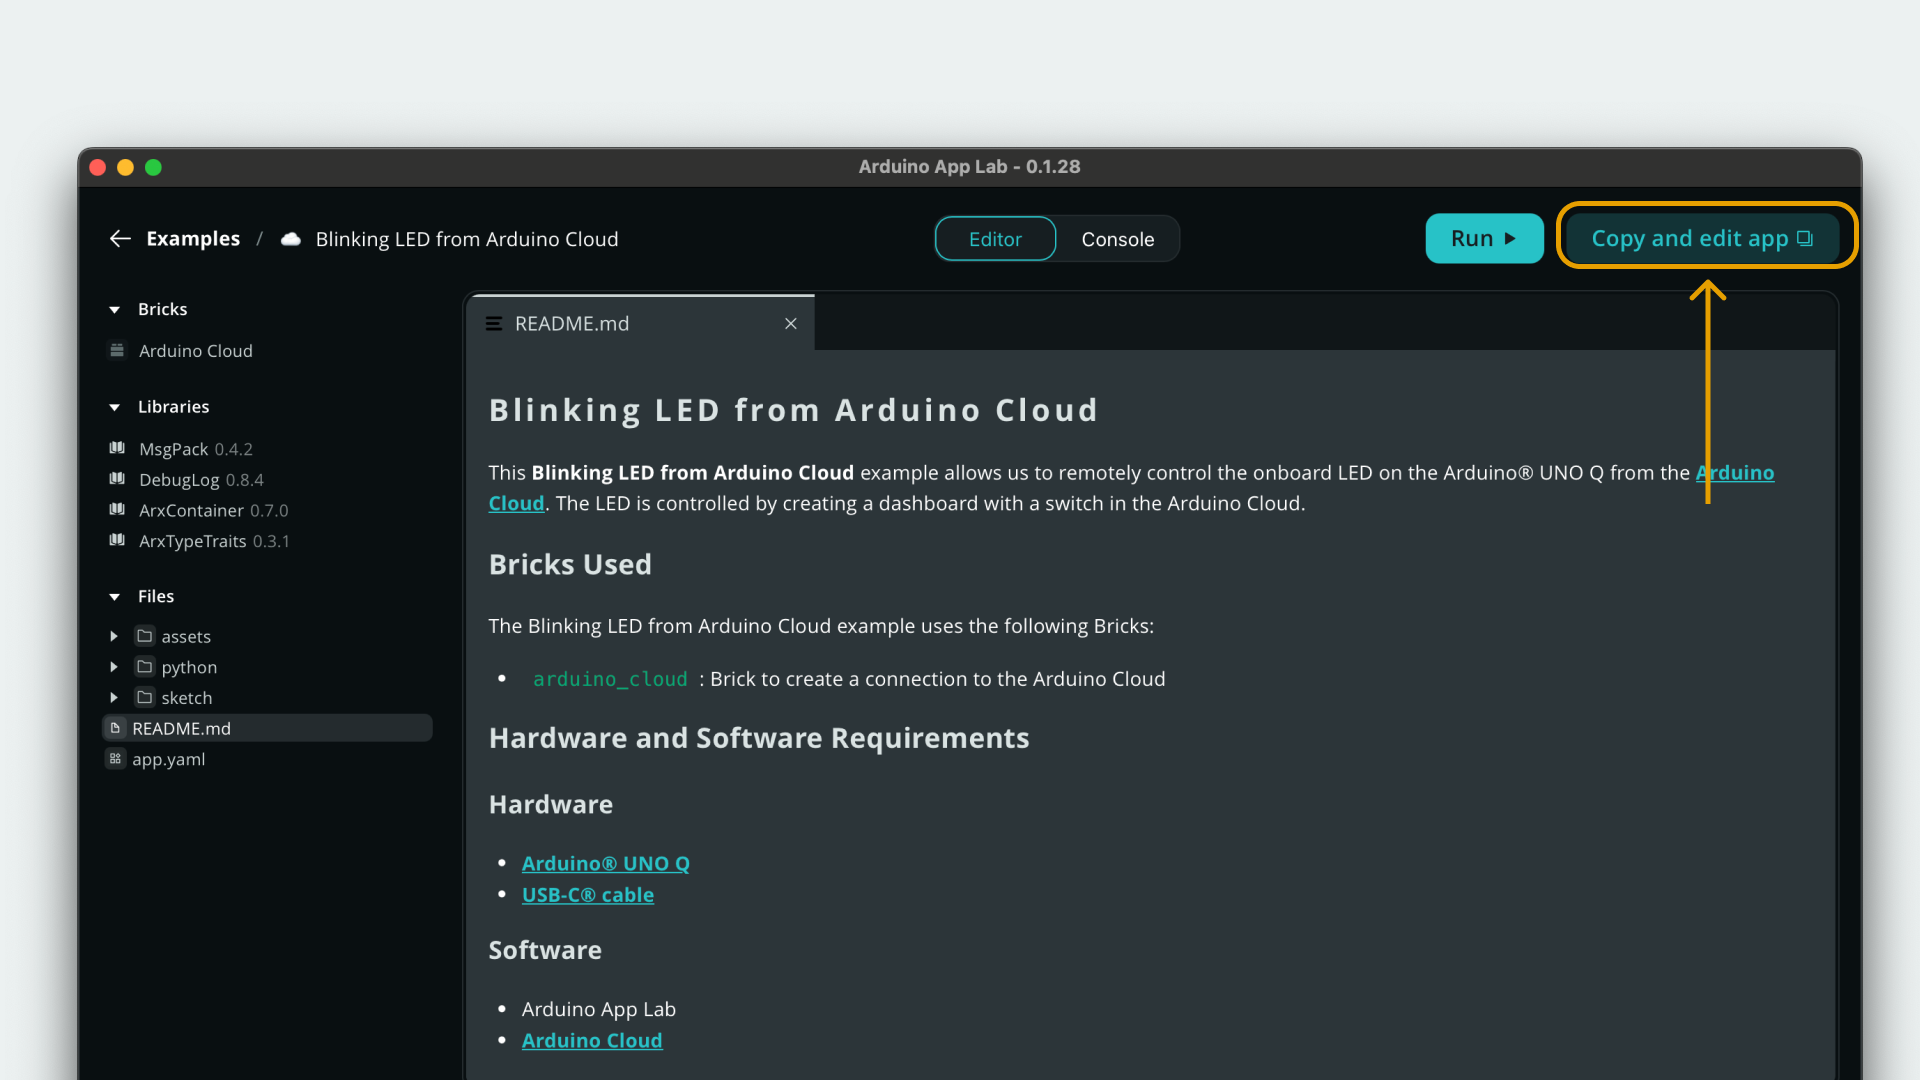 Arduino App Lab - 0.1.28
Examples / Blinking LED from Arduino Cloud
Editor
Console
Run
Copy and edit app
Bricks
Arduino Cloud
Libraries
MsgPack 0.4.2
DebugLog 0.8.4
ArxContainer 0.7.0
ArxTypeTraits 0.3.1
Files
assets
python
sketch
README.md
app.yaml
README.md
Blinking LED from Arduino Cloud
This Blinking LED from Arduino Cloud example allows us to remotely control the onboard LED on the Arduino® UNO Q from the Arduino
Cloud. The LED is controlled by creating a dashboard with a switch in the Arduino Cloud.
Bricks Used
The Blinking LED from Arduino Cloud example uses the following Bricks:
• arduino_cloud : Brick to create a connection to the Arduino Cloud
Hardware and Software Requirements
Hardware
• Arduino® UNO Q
• USB-C® cable
Software
• Arduino App Lab
• Arduino Cloud